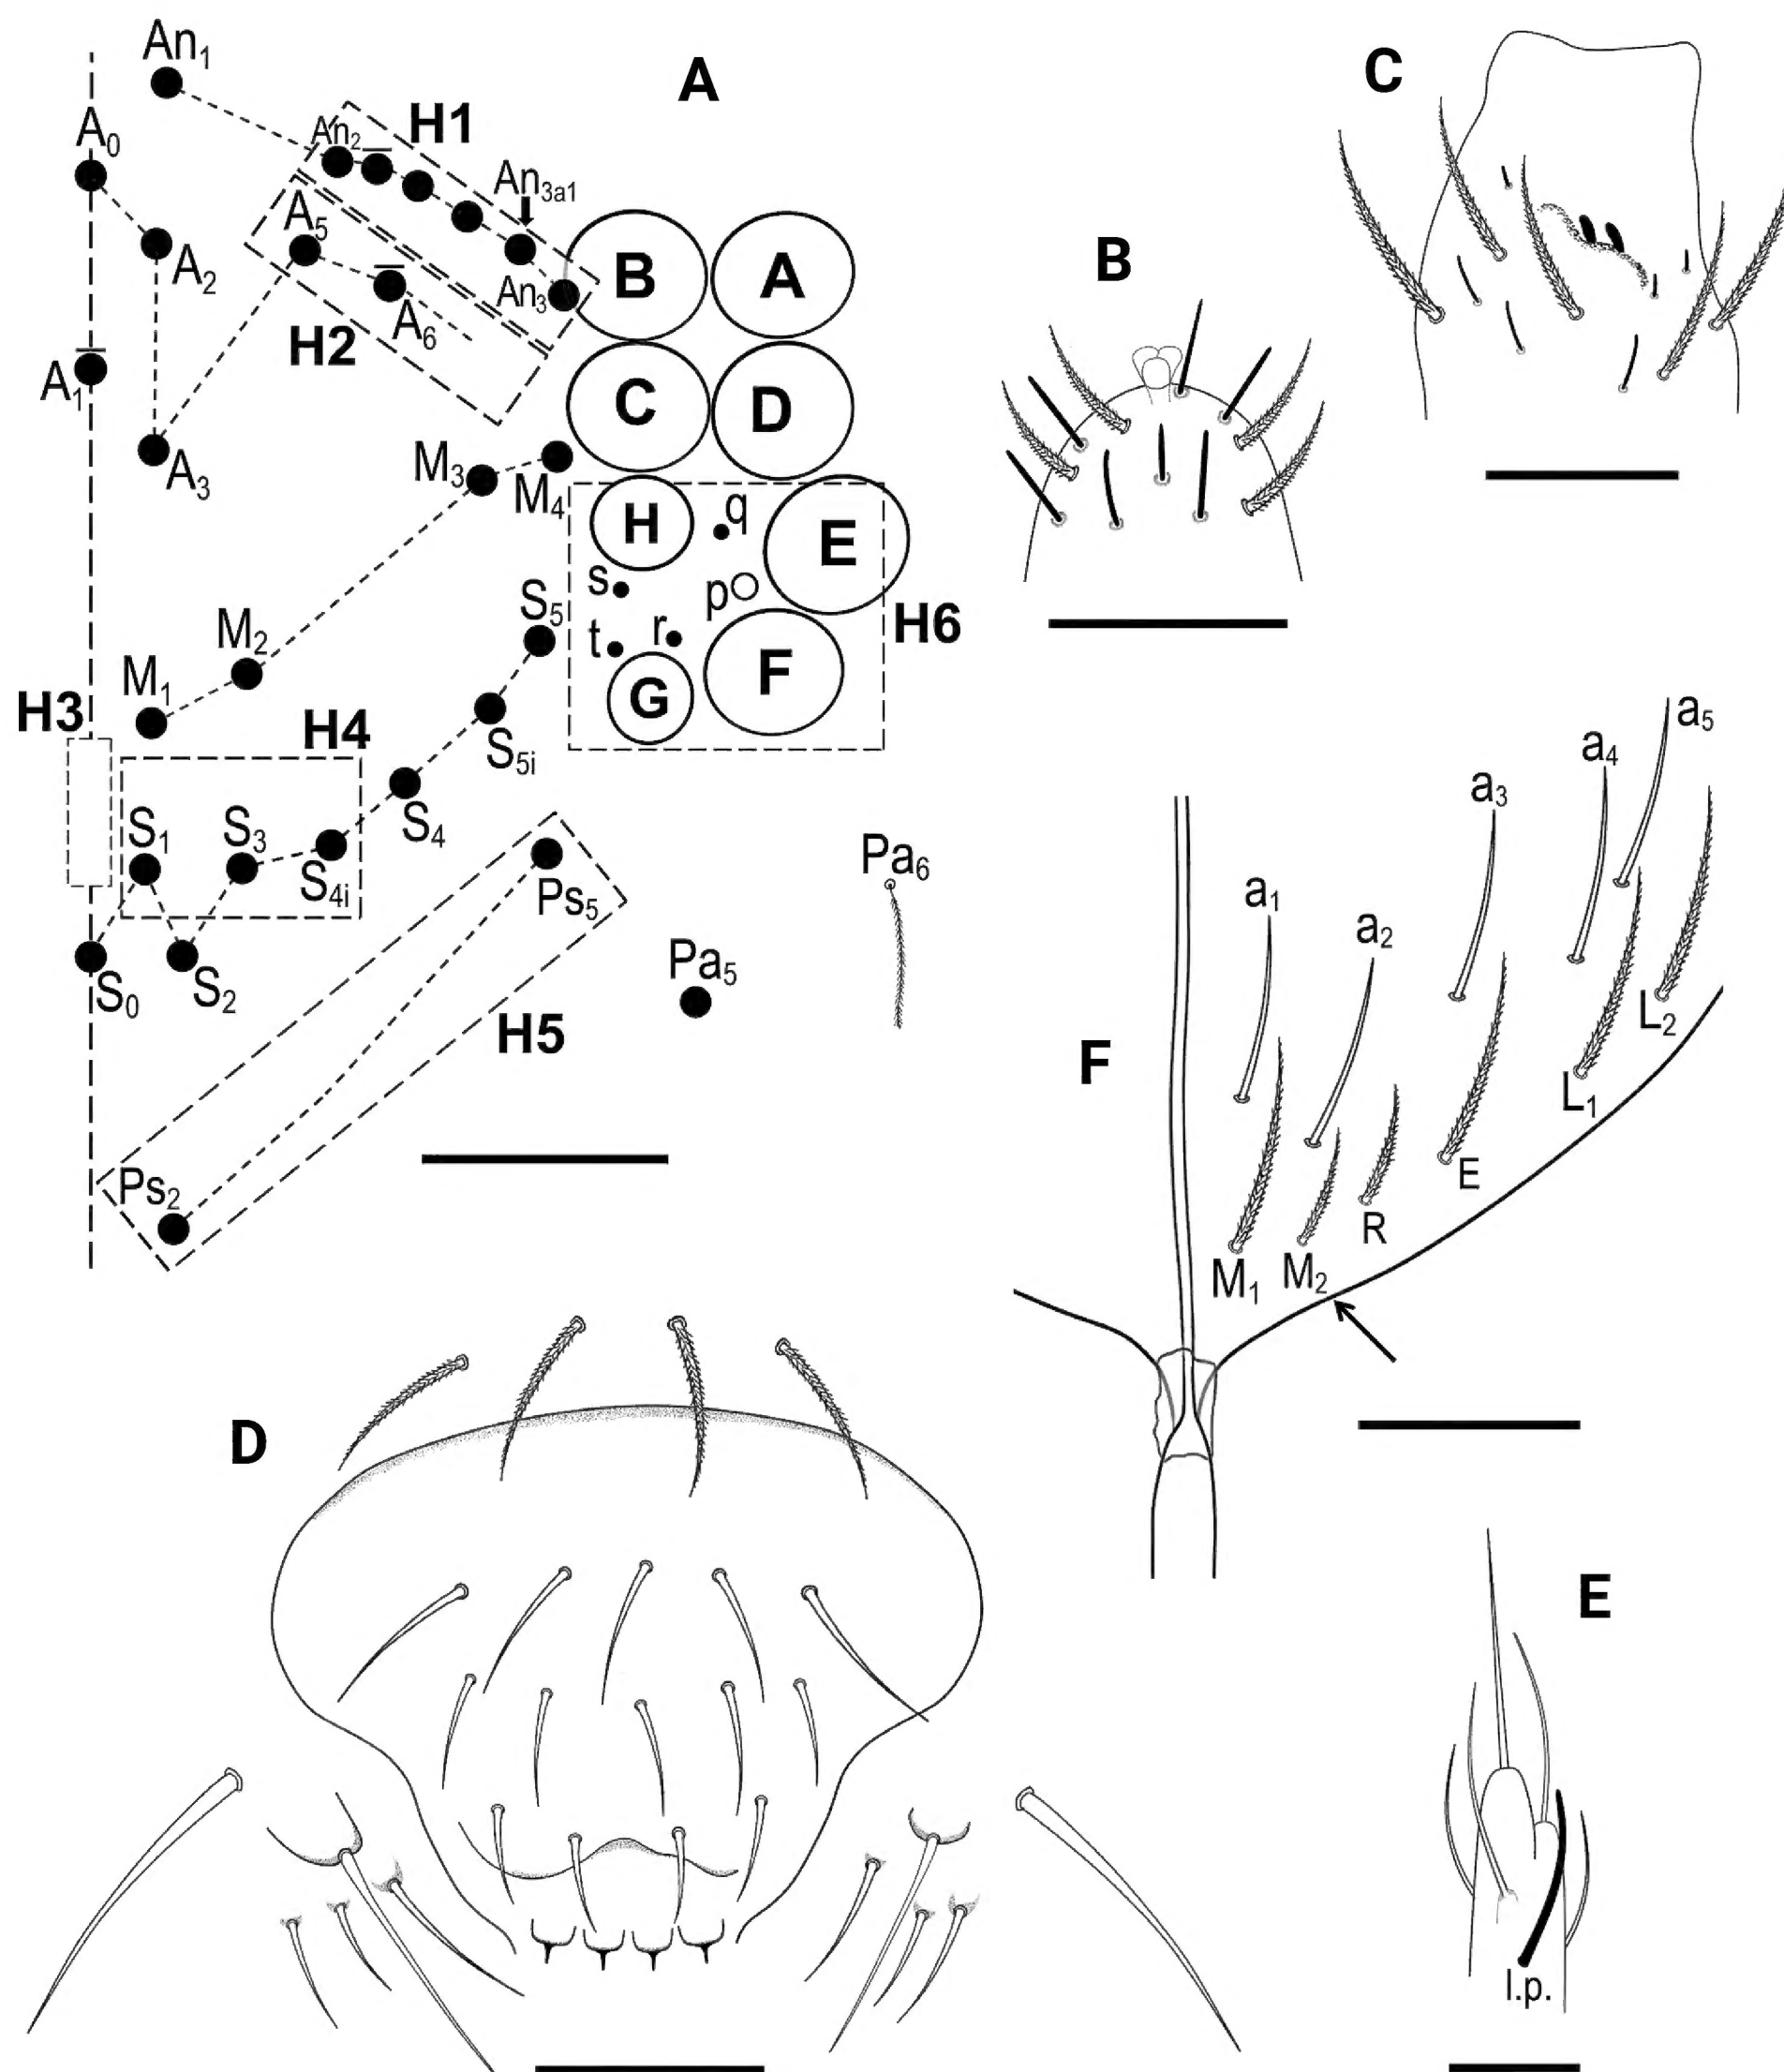 A
An₁
A₀
H1
An₂
An₃ₐ₁
A₅
A₂
An₃
B
A
H2
A₆
A₁
C
D
A₃
M₃
M₄
H
q
E
s
p
S₅
H6
M₂
t
r
F
M₁
G
H3
H4
S₅ᵢ
S₁
S₃
S₄
S₄ᵢ
Ps₅
Pa₆
S₀
S₂
Pa₅
H5
Ps₂
B
C
F
a₁
a₂
a₃
a₄
a₅
L₂
L₁
E
R
M₁
M₂
D
E
l.p.